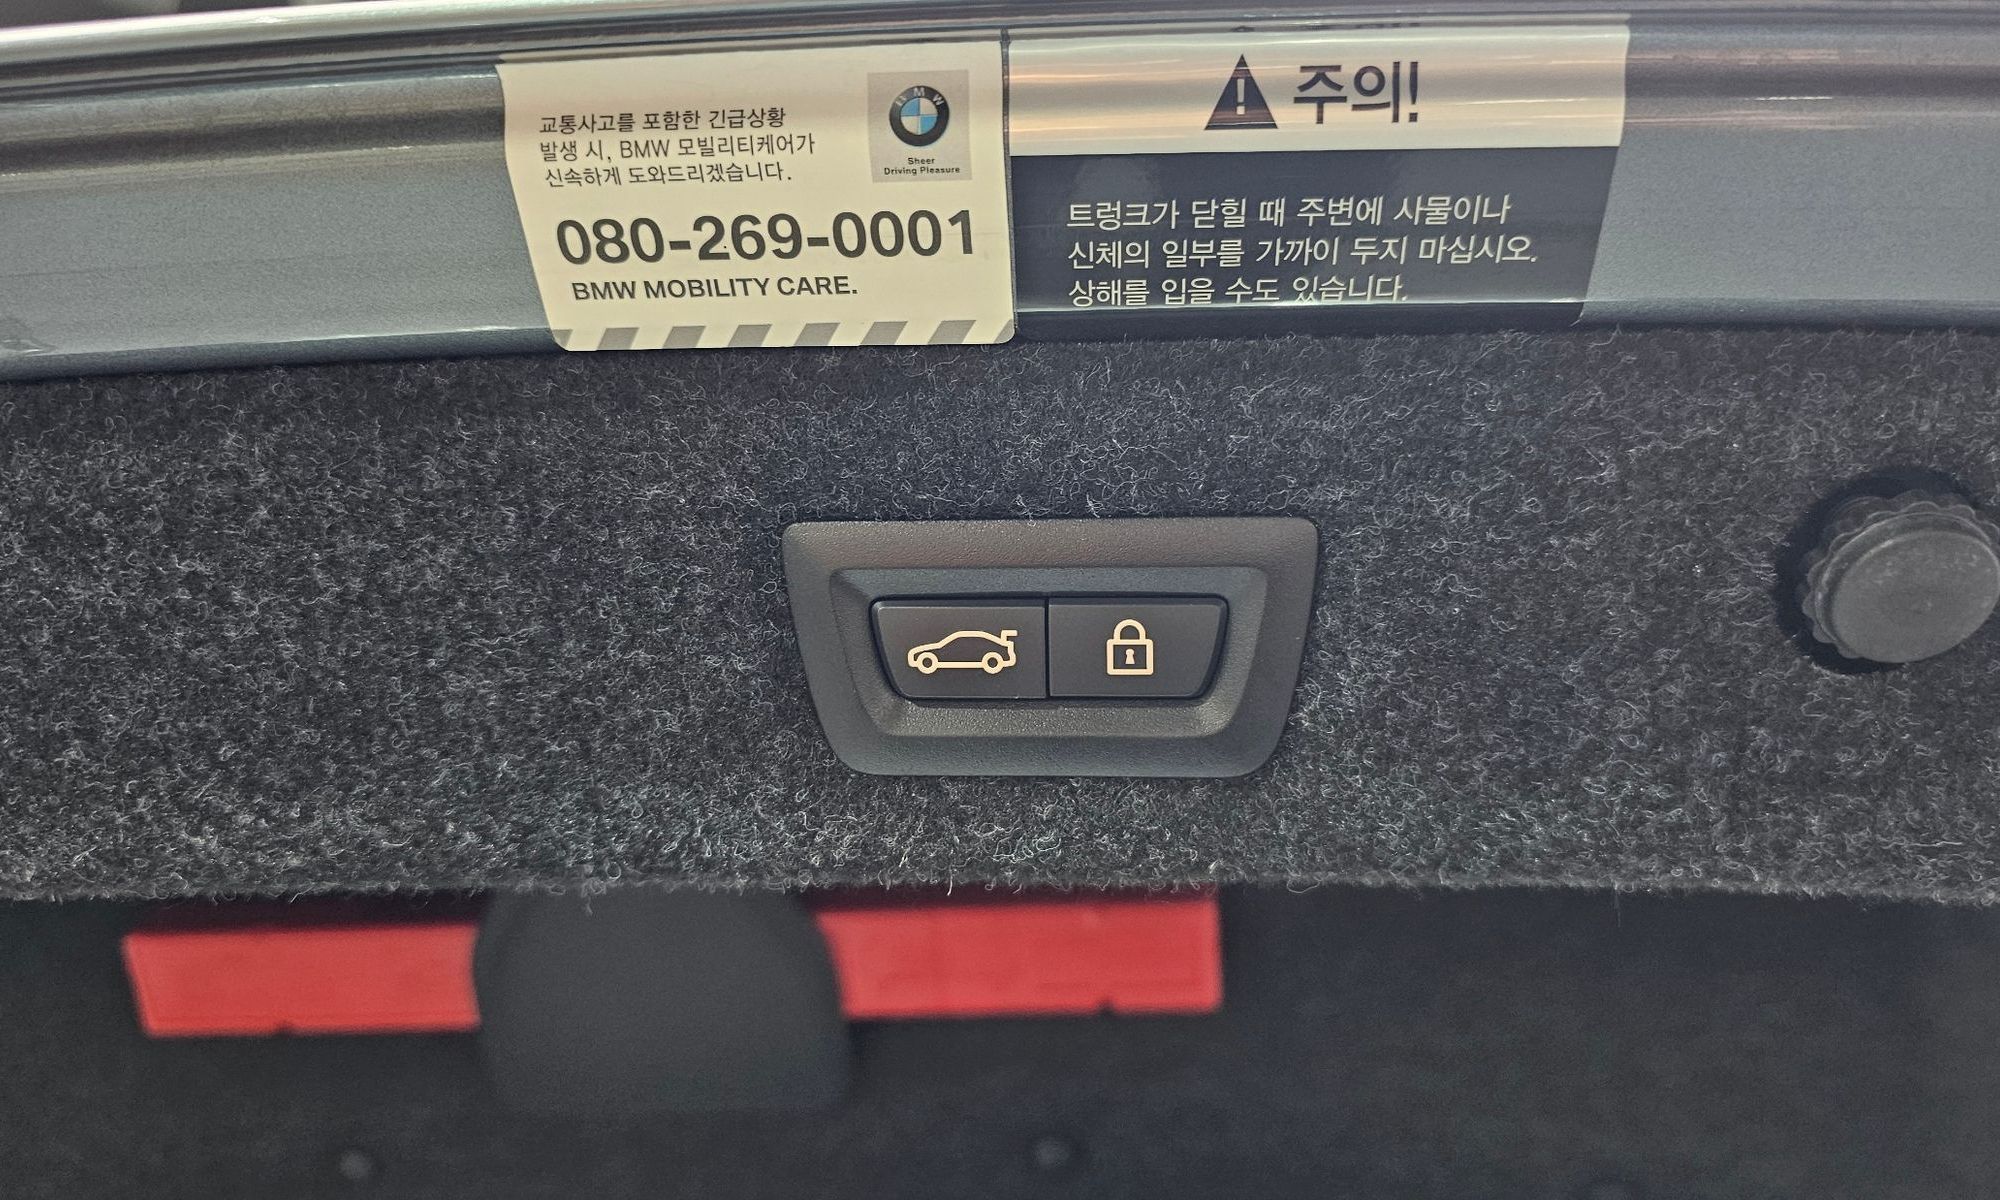 교통사고를 포함한 긴급상황
발생 시, BMW 모빌리티케어가
신속하게 도와드리겠습니다.
BMW
Sheer
Driving Pleasure
080-269-0001
BMW MOBILITY CARE.
주의!
트렁크가 닫힐 때 주변에 사물이나
신체의 일부를 가까이 두지 마십시오.
상해를 입을 수도 있습니다.